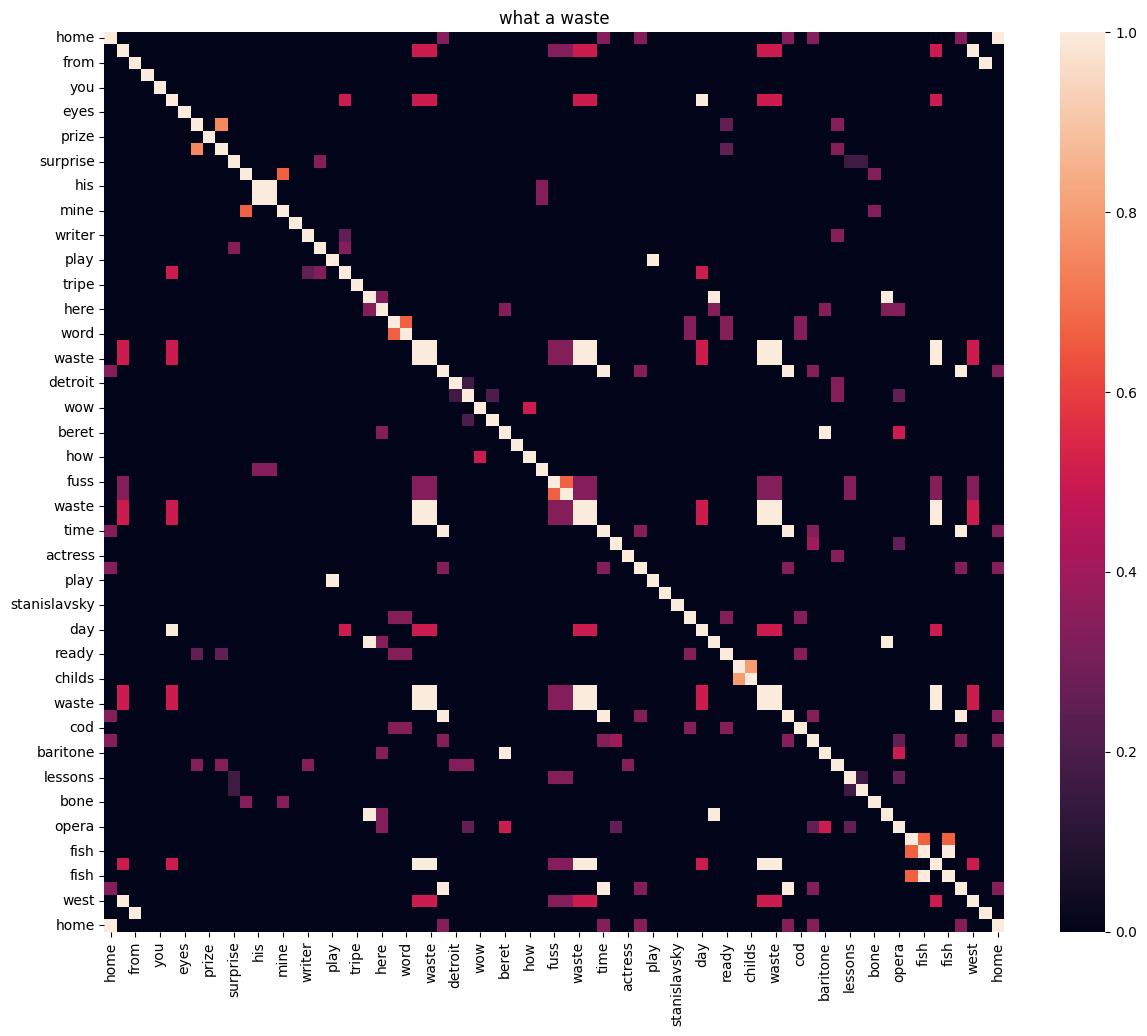 what a waste
home
from
you
eyes
prize
surprise
his
mine
writer
play
tripe
here
word
waste
detroit
wow
beret
how
fuss
waste
time
actress
play
stanislavsky
day
ready
childs
waste
cod
baritone
lessons
bone
opera
fish
fish
west
home
home
from
you
eyes
prize
surprise
his
mine
writer
play
tripe
here
word
waste
detroit
wow
beret
how
fuss
waste
time
actress
play
stanislavsky
day
ready
childs
waste
cod
baritone
lessons
bone
opera
fish
fish
west
home
1.0
0.8
0.6
0.4
0.2
0.0